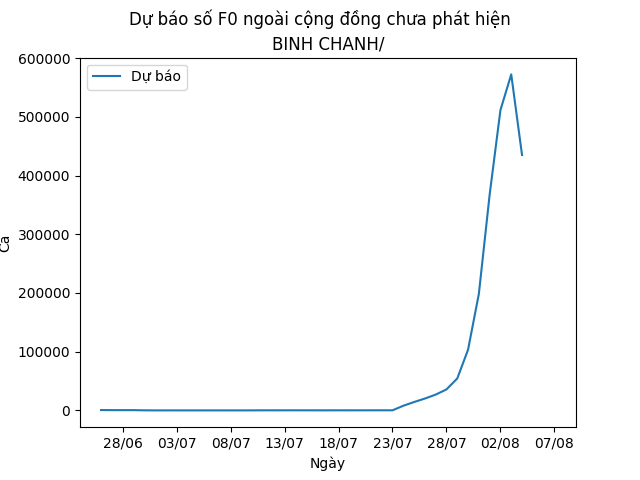 Dự báo số F0 ngoài cộng đồng chưa phát hiện
BINH CHANH/
Dự báo
600000
500000
400000
300000
200000
100000
0
Ca
28/06 03/07 08/07 13/07 18/07 23/07 28/07 02/08 07/08
Ngày